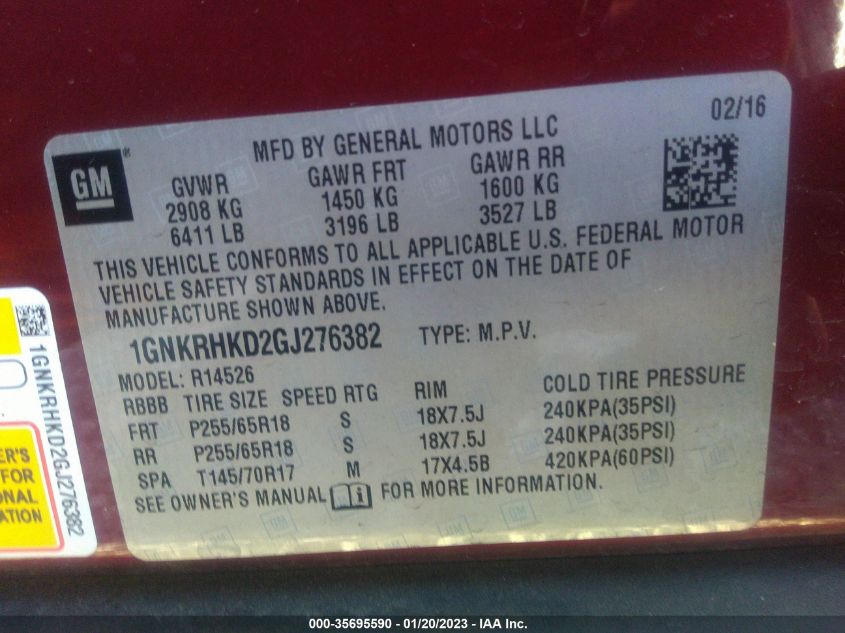 02/16
MFD BY GENERAL MOTORS LLC
GM®
GVWR GAWR FRT GAWR RR
2908 KG 1450 KG 1600 KG
6411 LB 3196 LB 3527 LB
THIS VEHICLE CONFORMS TO ALL APPLICABLE U.S. FEDERAL MOTOR
VEHICLE SAFETY STANDARDS IN EFFECT ON THE DATE OF
MANUFACTURE SHOWN ABOVE.
1GNKRHKD2GJ276382 TYPE: M.P.V.
MODEL: R14526
RBBB TIRE SIZE SPEED RTG RIM COLD TIRE PRESSURE
FRT P255/65R18 S 18X7.5J 240KPA(35PSI)
RR P255/65R18 S 18X7.5J 240KPA(35PSI)
SPA T145/70R17 M 17X4.5B 420KPA(60PSI)
SEE OWNER'S MANUAL FOR MORE INFORMATION.
1GNKRHKD2GJ276382
ER'S
FOR
ONAL
ATION
000-35695590 - 01/20/2023 - IAA Inc.